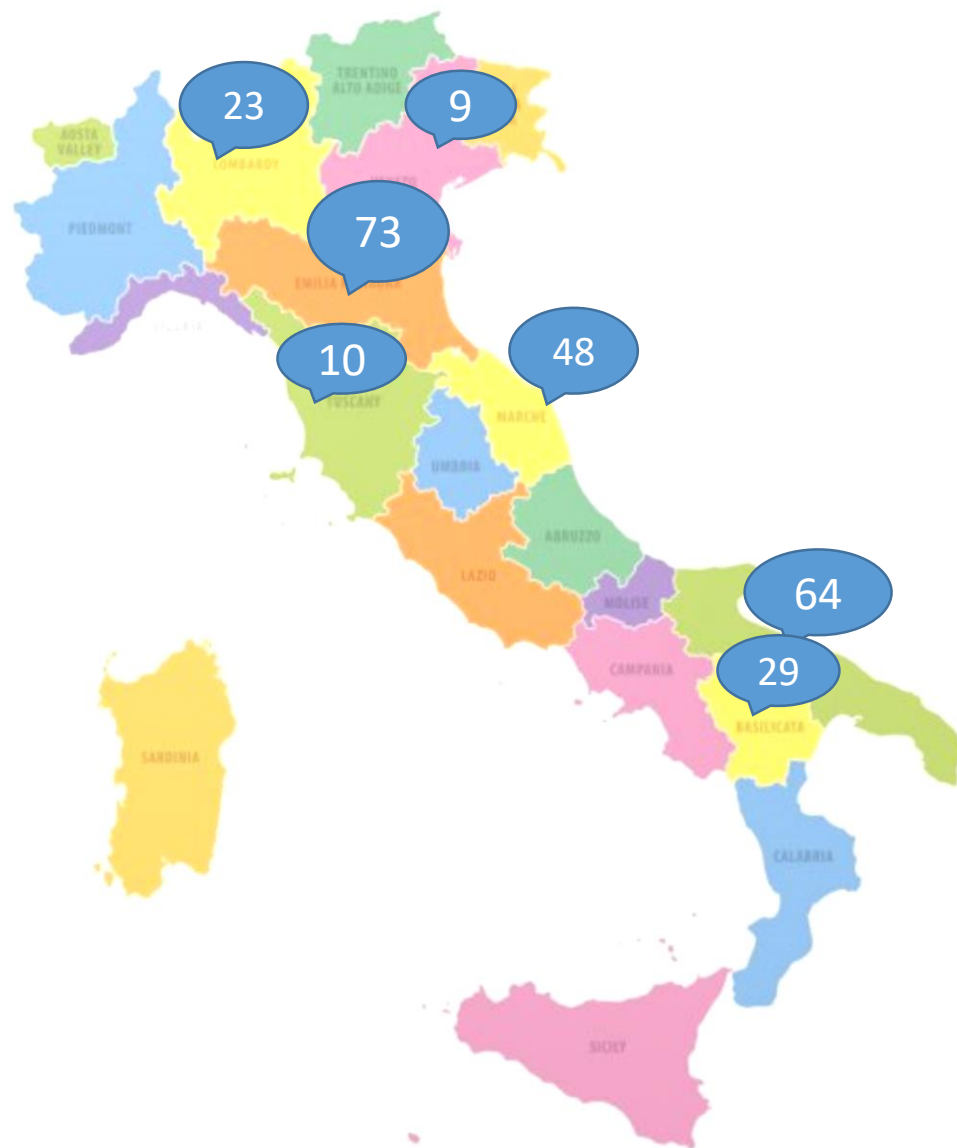 TRENTINO
ALTO ADIGE
23
9
AOSTA
VALLEY
LOMBARDY
PIEDMONT
73
10
48
TUSCANY
MARCHE
UMBRIA
ABRUZZO
LAZIO
MOLISE
64
CAMPANIA
29
BASILICATA
SARDINIA
CALABRIA
SICILY